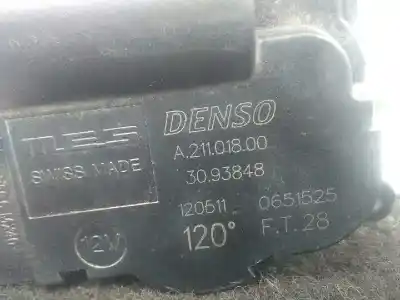 DENSO
MES
SWISS MADE
A.211.018.00
30.93848
120511 0651525
12V
120° F.T.28